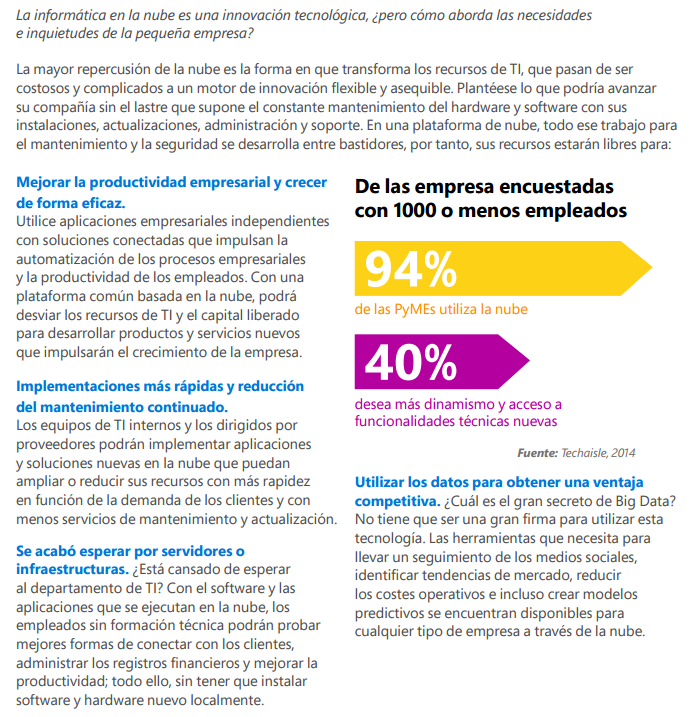 La informática en la nube es una innovación tecnológica, ¿pero cómo aborda las necesidades
e inquietudes de la pequeña empresa?
La mayor repercusión de la nube es la forma en que transforma los recursos de TI, que pasan de ser
costosos y complicados a un motor de innovación flexible y asequible. Plantéese lo que podría avanzar
su compañía sin el lastre que supone el constante mantenimiento del hardware y software con sus
instalaciones, actualizaciones, administración y soporte. En una plataforma de nube, todo ese trabajo para
el mantenimiento y la seguridad se desarrolla entre bastidores, por tanto, sus recursos estarán libres para:
Mejorar la productividad empresarial y crecer
de forma eficaz.
Utilice aplicaciones empresariales independientes
con soluciones conectadas que impulsan la
automatización de los procesos empresariales
y la productividad de los empleados. Con una
plataforma común basada en la nube, podrá
desviar los recursos de TI y el capital liberado
para desarrollar productos y servicios nuevos
que impulsarán el crecimiento de la empresa.
Implementaciones más rápidas y reducción
del mantenimiento continuado.
Los equipos de TI internos y los dirigidos por
proveedores podrán implementar aplicaciones
y soluciones nuevas en la nube que puedan
ampliar o reducir sus recursos con más rapidez
en función de la demanda de los clientes y con
menos servicios de mantenimiento y actualización.
Se acabó esperar por servidores o
infraestructuras. ¿Está cansado de esperar
al departamento de TI? Con el software y las
aplicaciones que se ejecutan en la nube, los
empleados sin formación técnica podrán probar
mejores formas de conectar con los clientes,
administrar los registros financieros y mejorar la
productividad; todo ello, sin tener que instalar
software y hardware nuevo localmente.
De las empresa encuestadas
con 1000 o menos empleados
94%
de las PyMEs utiliza la nube
40%
desea más dinamismo y acceso a
funcionalidades técnicas nuevas
Fuente: Techaisle, 2014
Utilizar los datos para obtener una ventaja
competitiva. ¿Cuál es el gran secreto de Big Data?
No tiene que ser una gran firma para utilizar esta
tecnología. Las herramientas que necesita para
llevar un seguimiento de los medios sociales,
identificar tendencias de mercado, reducir
los costes operativos e incluso crear modelos
predictivos se encuentran disponibles para
cualquier tipo de empresa a través de la nube.